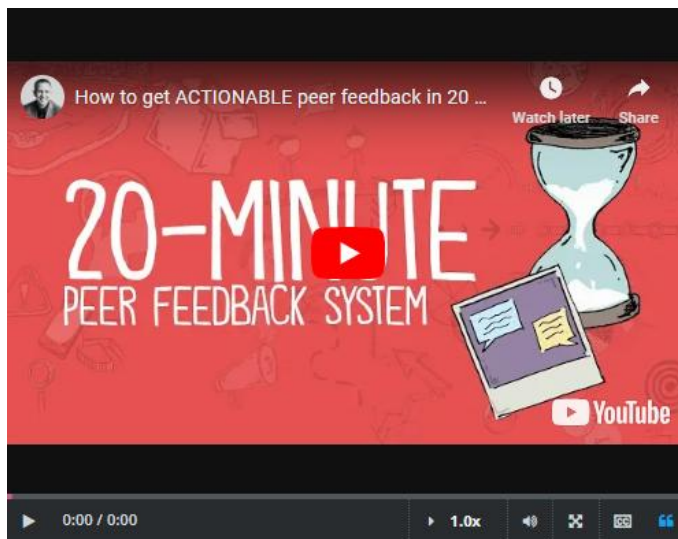 How to get ACTIONABLE peer feedback in 20 ...
Watch later
Share
20-MINUTE
PEER FEEDBACK SYSTEM
YouTube
0:00 / 0:00
1.0x
CC